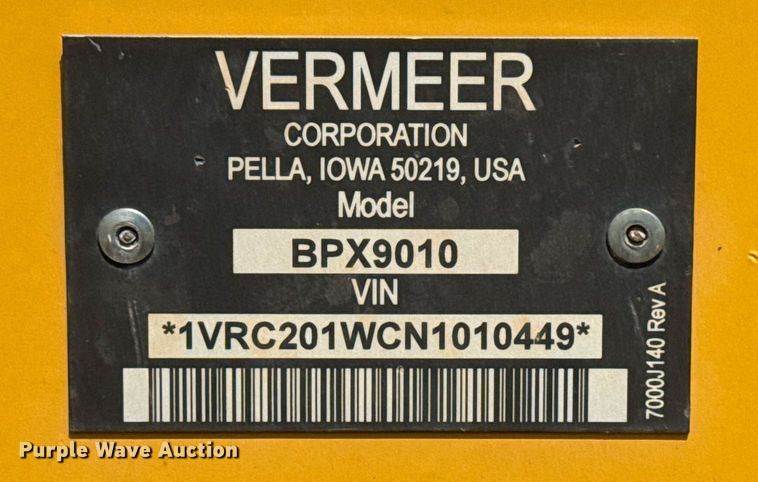 VERMEER
CORPORATION
PELLA, IOWA 50219, USA
Model
BPX9010
VIN
*1VRC201WCN1010449*
7000J140 Rev A
Purple Wave Auction